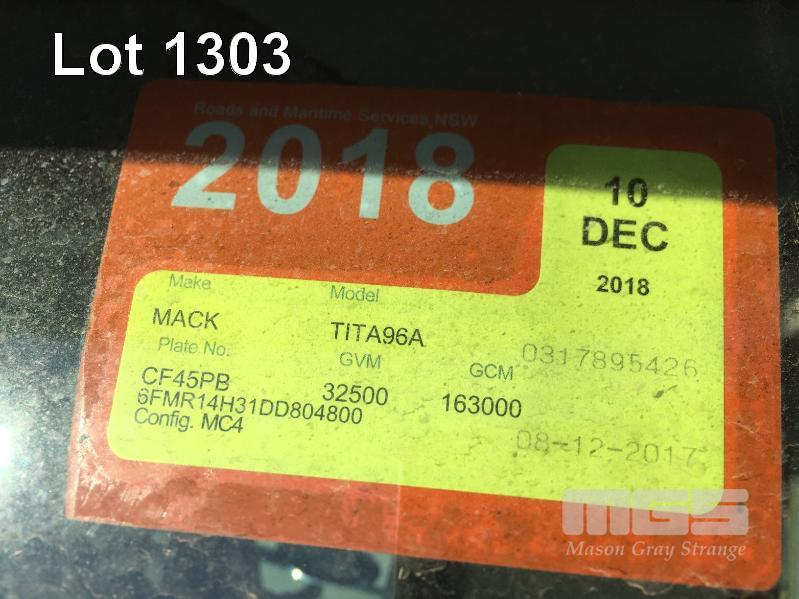 Lot 1303
Roads and Maritime Services, NSW
2018
10
DEC
2018
Make
Model
MACK
TITA96A
0317895426
Plate No.
GVM
GCM
CF45PB
32500
163000
6FMR14H31DD804800
Config. MC4
08-12-2017
MGS
Mason Gray Strange